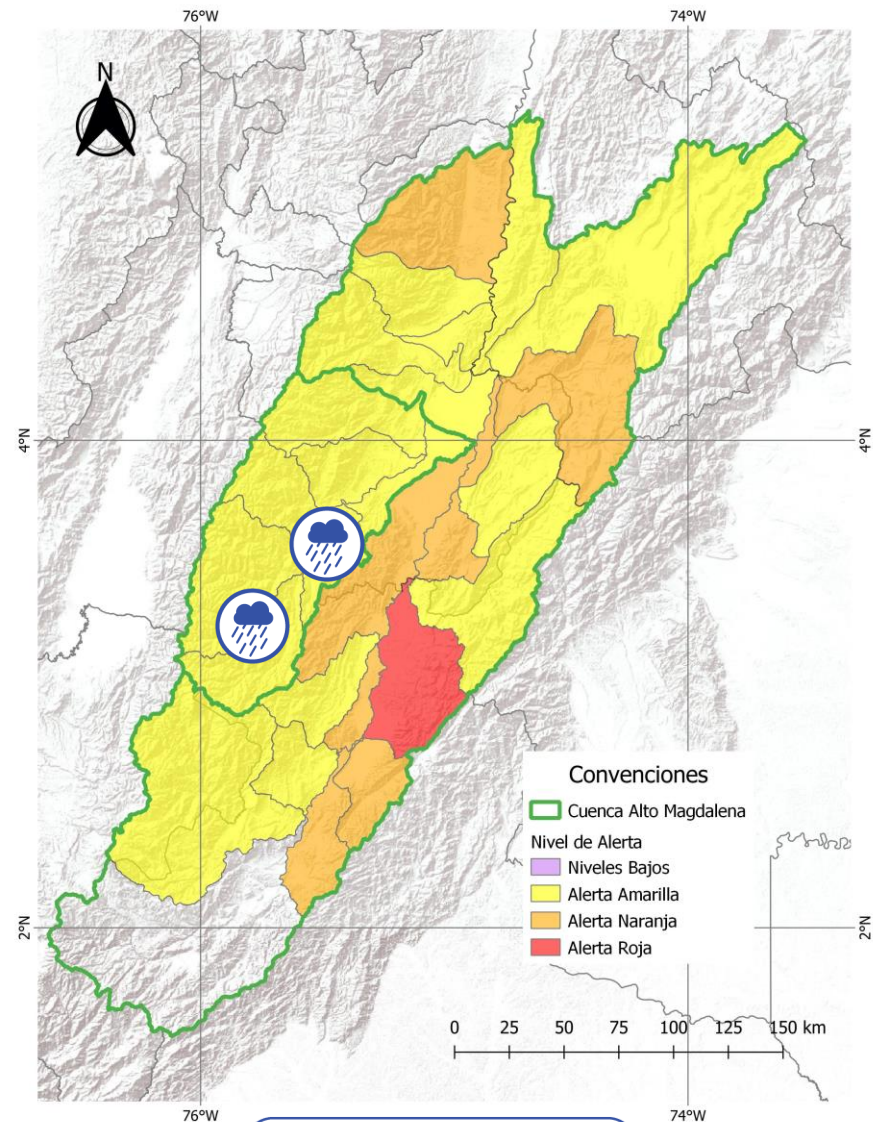 76°W 74°W
N
4°N 4°N
Convenciones
Cuenca Alto Magdalena
Nivel de Alerta
Niveles Bajos
Alerta Amarilla
Alerta Naranja
Alerta Roja
2°N 2°N
0 25 50 75 100 125 150 km
76°W 74°W